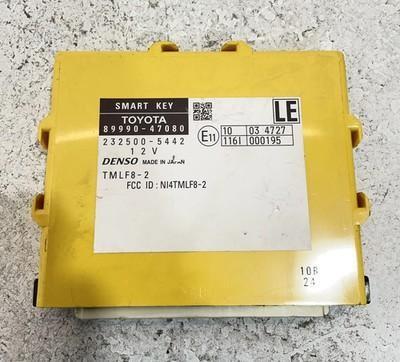 SMART KEY
TOYOTA
89990-47080
232500-5442
12V
DENSO MADE IN JAPAN
TMLF8-2
FCC ID : NI4TMLF8-2
LE
E11
10 03 4727
116I 000195
10B
24